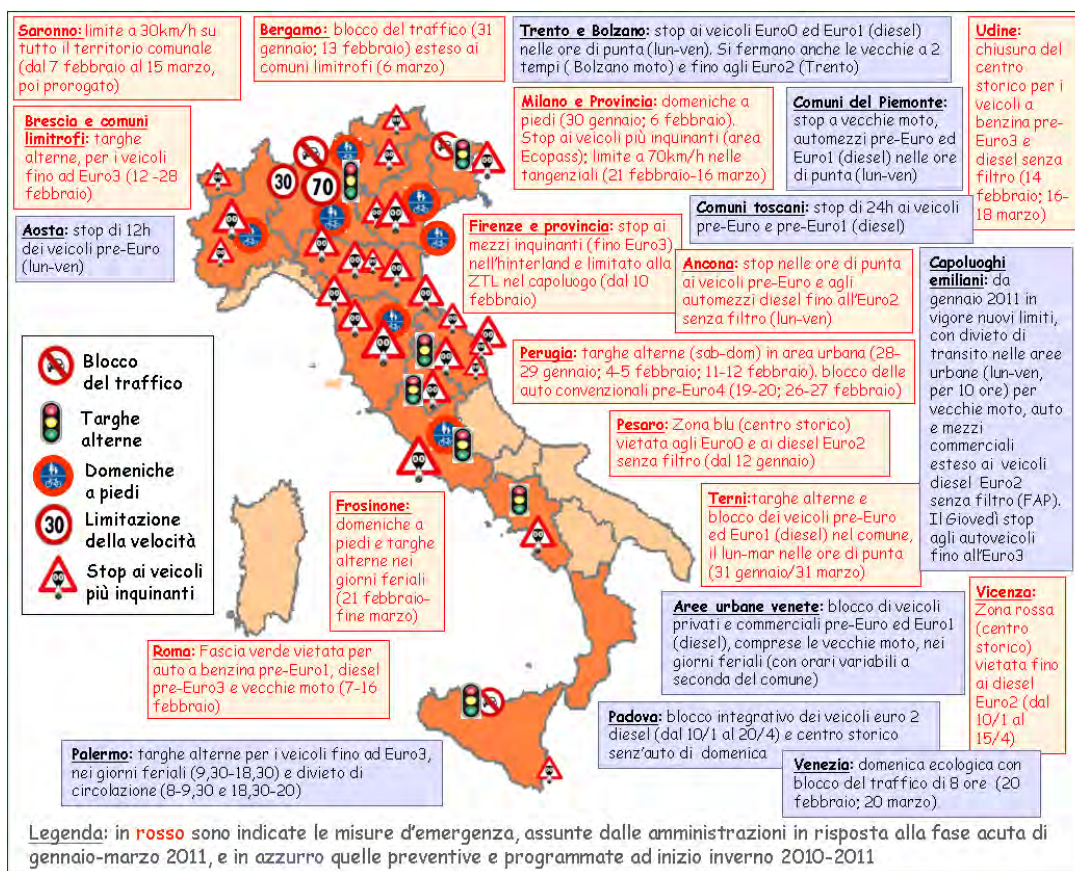 Saronno: limite a 30km/h su
tutto il territorio comunale
(dal 7 febbraio al 15 marzo,
poi prorogato)
Bergamo: blocco del traffico (31
gennaio; 13 febbraio) esteso ai
comuni limitrofi (6 marzo)
Trento e Bolzano: stop ai veicoli Euro0 ed Euro1 (diesel)
nelle ore di punta (lun-ven). Si fermano anche le vecchie a 2
tempi ( Bolzano moto) e fino agli Euro2 (Trento)
Udine:
chiusura del
centro
storico per i
veicoli a
benzina pre-
Euro3 e
diesel senza
filtro (14
febbraio; 16-
18 marzo)
Brescia e comuni
limitrofi: targhe
alterne, per i veicoli
fino ad Euro3 (12 -28
febbraio)
Milano e Provincia: domeniche a
piedi (30 gennaio; 6 febbraio).
Stop ai veicoli più inquinanti (area
Ecopass); limite a 70km/h nelle
tangenziali (21 febbraio-16 marzo)
Comuni del Piemonte:
stop a vecchie moto,
automezzi pre-Euro ed
Euro1 (diesel) nelle ore
di punta (lun-ven)
Aosta: stop di 12h
dei veicoli pre-Euro
(lun-ven)
Comuni toscani: stop di 24h ai veicoli
pre-Euro e pre-Euro1 (diesel)
Firenze e provincia: stop ai
mezzi inquinanti (fino Euro3)
nell'hinterland e limitato alla
ZTL nel capoluogo (dal 10
febbraio)
Ancona: stop nelle ore di punta
ai veicoli pre-Euro e agli
automezzi diesel fino all'Euro2
senza filtro (lun-ven)
Capoluoghi
emiliani: da
gennaio 2011 in
vigore nuovi limiti,
con divieto di
transito nelle aree
urbane (lun-ven,
per 10 ore) per
vecchie moto, auto
e mezzi
commerciali
esteso ai veicoli
diesel Euro2
senza filtro (FAP).
Il Giovedì stop
agli autoveicoli
fino all'Euro3
30
70
Perugia: targhe alterne (sab-dom) in area urbana (28-
29 gennaio; 4-5 febbraio; 11-12 febbraio). blocco delle
auto convenzionali pre-Euro4 (19-20; 26-27 febbraio)
Pesaro: Zona blu (centro storico)
vietata agli Euro0 e ai diesel Euro2
senza filtro (dal 12 gennaio)
Blocco
del traffico
Targhe
alterne
Domeniche
a piedi
30
Limitazione
della velocità
Stop ai veicoli
più inquinanti
Frosinone:
domeniche a
piedi e targhe
alterne nei
giorni feriali
(21 febbraio-
fine marzo)
Terni:targhe alterne e
blocco dei veicoli pre-Euro
ed Euro1 (diesel) nel comune,
il lun-mar nelle ore di punta
(31 gennaio/31 marzo)
Roma: Fascia verde vietata per
auto a benzina pre-Euro1, diesel
pre-Euro3 e vecchie moto (7-16
febbraio)
Aree urbane venete: blocco di veicoli
privati e commerciali pre-Euro ed Euro1
(diesel), comprese le vecchie moto, nei
giorni feriali (con orari variabili a
seconda del comune)
Vicenza:
Zona rossa
(centro
storico)
vietata fino
ai diesel
Euro2 (dal
10/1 al
15/4)
Padova: blocco integrativo dei veicoli euro 2
diesel (dal 10/1 al 20/4) e centro storico
senz'auto di domenica
Palermo: targhe alterne per i veicoli fino ad Euro3,
nei giorni feriali (9,30-18,30) e divieto di
circolazione (8-9,30 e 18,30-20)
Venezia: domenica ecologica con
blocco del traffico di 8 ore (20
febbraio; 20 marzo)
Legenda: in rosso sono indicate le misure d'emergenza, assunte dalle amministrazioni in risposta alla fase acuta di
gennaio-marzo 2011, e in azzurro quelle preventive e programmate ad inizio inverno 2010-2011